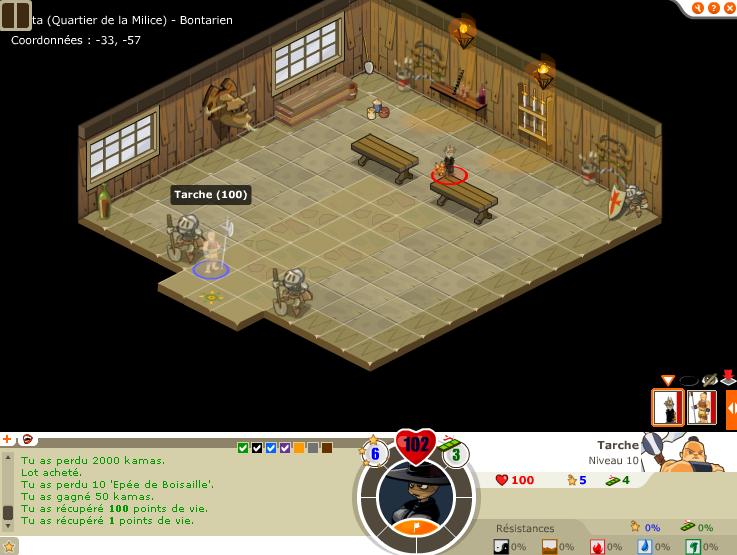 ta (Quartier de la Milice) - Bontarien
Coordonnées : -33, -57
Tarche (100)
Tu as perdu 2000 kamas.
Lot acheté.
Tu as perdu 10 'Epée de Boisaille'.
Tu as gagné 50 kamas.
Tu as récupéré 100 points de vie.
Tu as récupéré 1 points de vie.
6
102
3
Tarche
Niveau 10
100 5 4
Résistances 0% 0%
0% 0% 0% 0% 0%